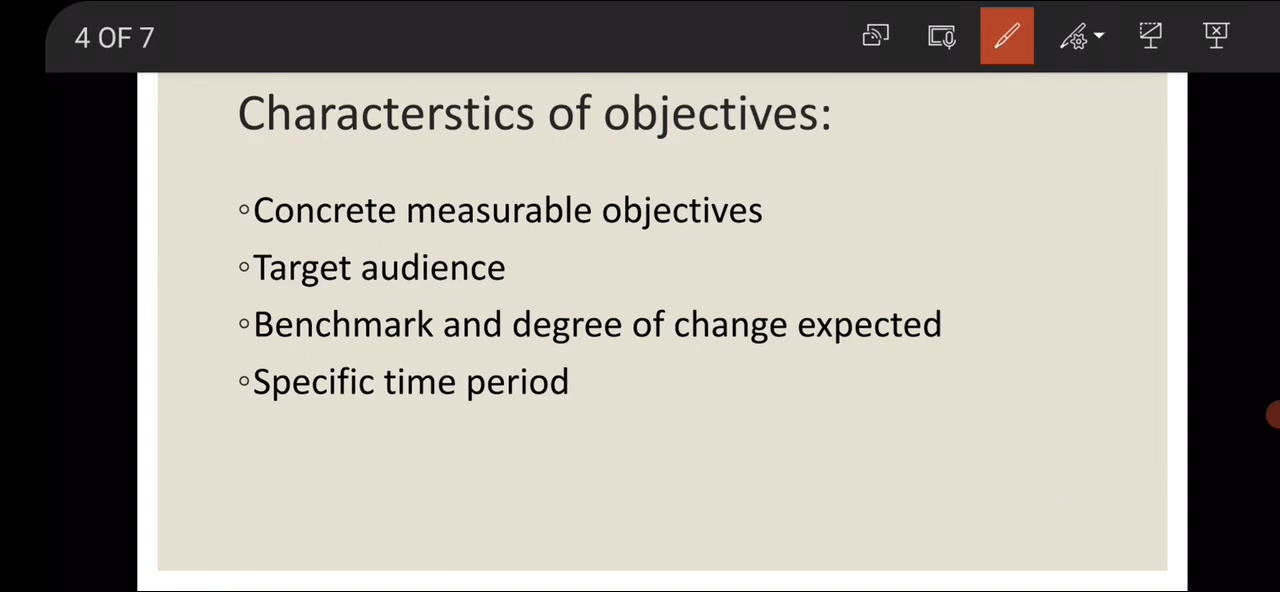 4 OF 7
Characterstics of objectives:
◦Concrete measurable objectives
◦Target audience
◦Benchmark and degree of change expected
◦Specific time period